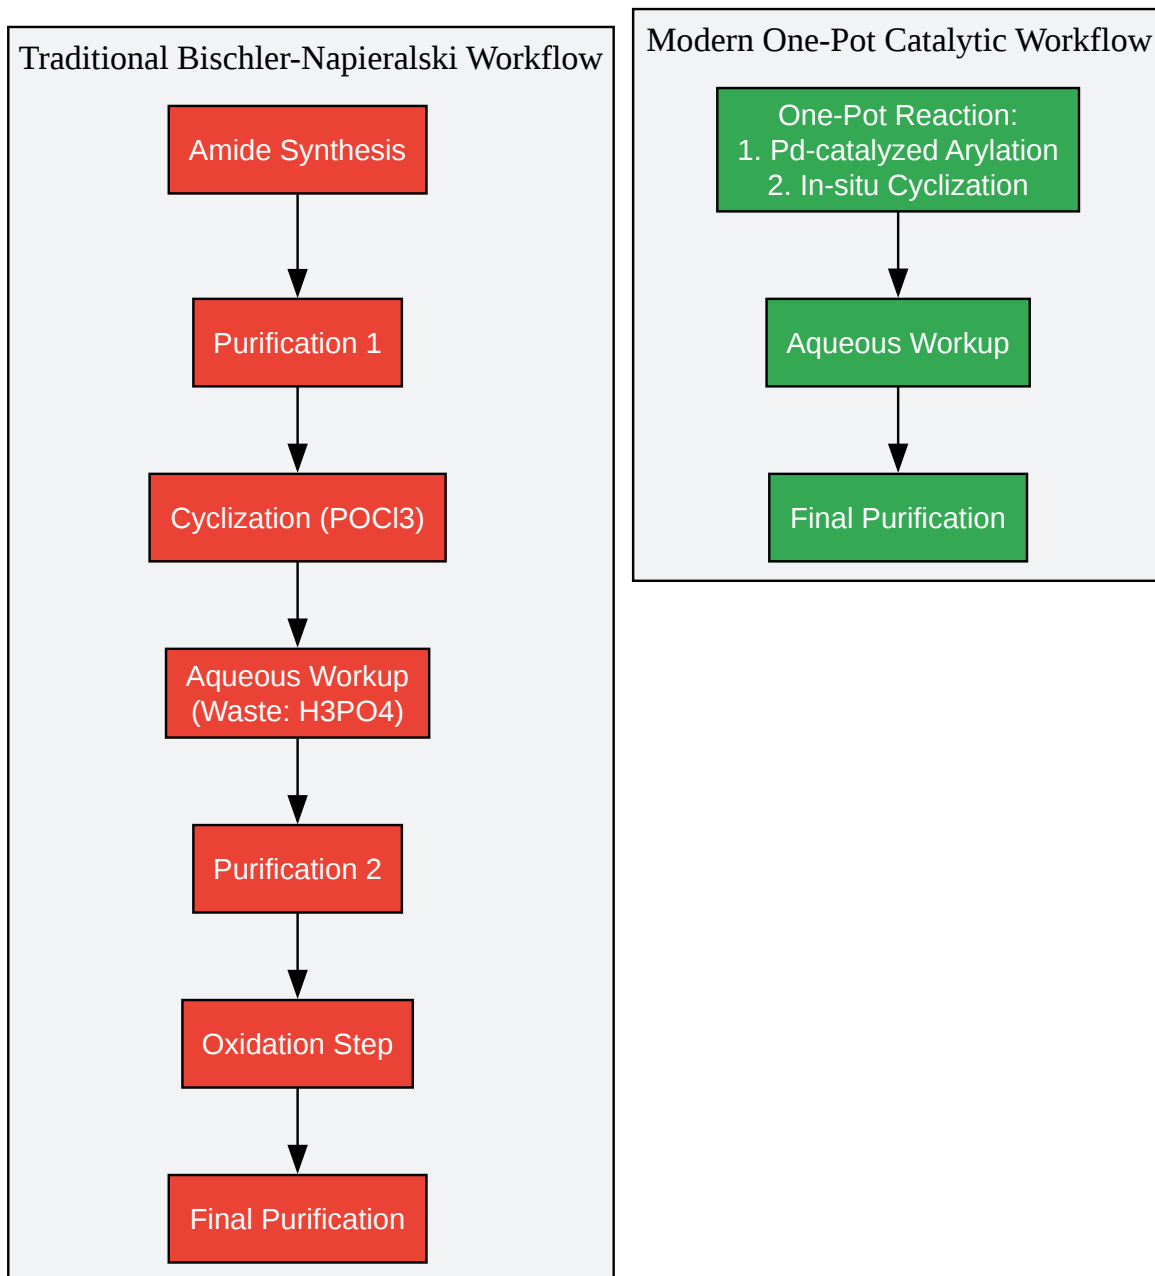 Traditional Bischler-Napieralski Workflow
Amide Synthesis
Purification 1
Cyclization (POCl3)
Aqueous Workup
(Waste: H3PO4)
Purification 2
Oxidation Step
Final Purification
Modern One-Pot Catalytic Workflow
One-Pot Reaction:
1. Pd-catalyzed Arylation
2. In-situ Cyclization
Aqueous Workup
Final Purification